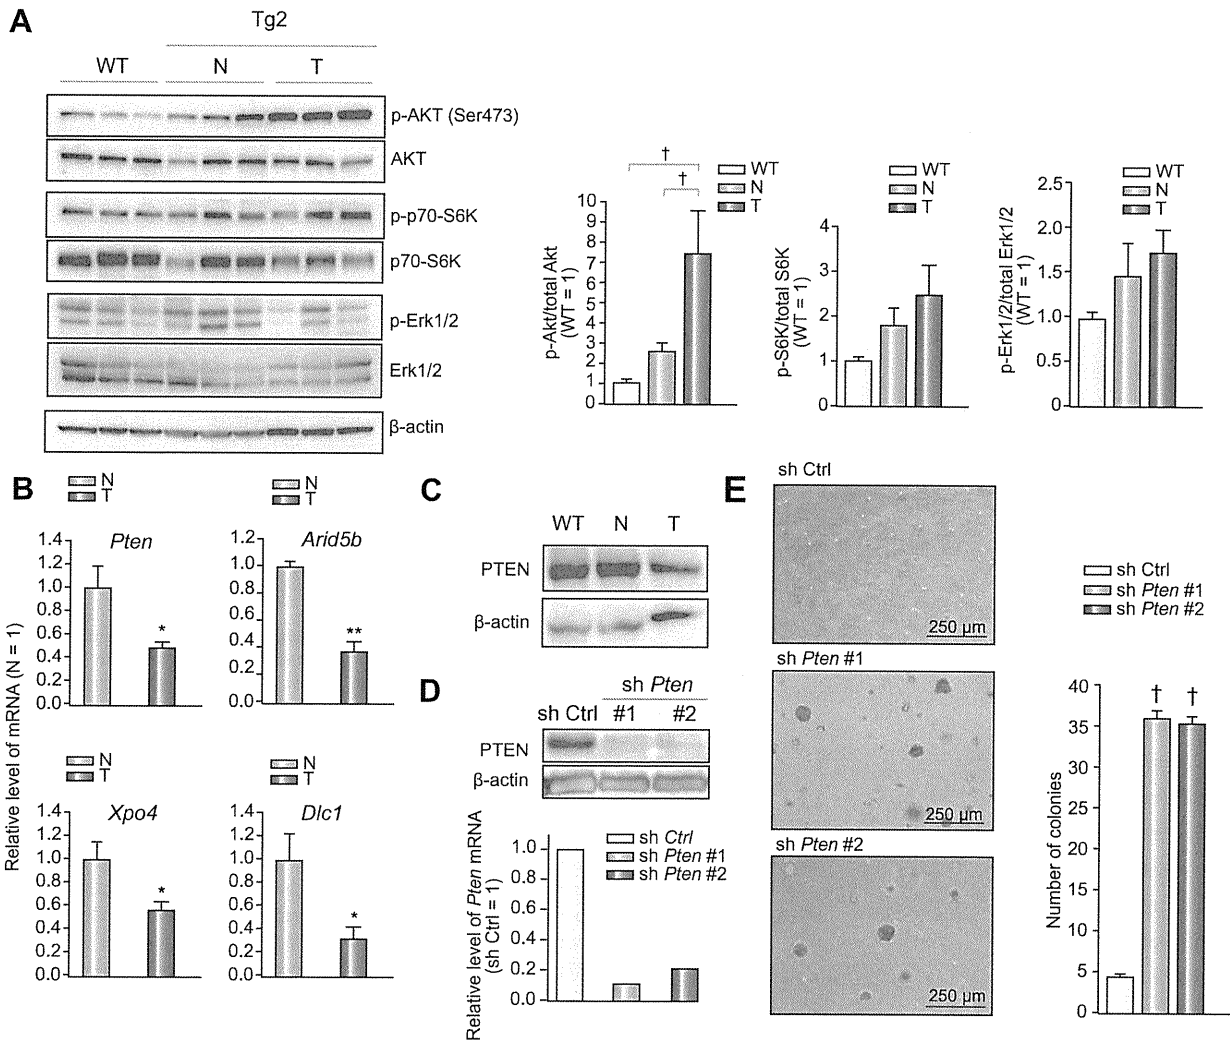 A
Tg2
WT N T
p-AKT (Ser473)
AKT
p-p70-S6K
p70-S6K
p-Erk1/2
Erk1/2
β-actin
p-Akt/total Akt
(WT = 1)
10
9
8
7
6
5
4
3
2
1
0
† †
WT
N
T
p-S6K/total S6K
(WT = 1)
4
3
2
1
0
WT
N
T
p-Erk1/2/total Erk1/2
(WT = 1)
2.5
2.0
1.5
1.0
0.5
0
WT
N
T
B
Relative level of mRNA (N = 1)
N
T
Pten
1.4
1.2
1.0
0.8
0.6
0.4
0.2
0.0
*
N
T
Arid5b
1.2
1.0
0.8
0.6
0.4
0.2
0.0
**
N
T
Xpo4
1.4
1.2
1.0
0.8
0.6
0.4
0.2
0.0
*
N
T
Dlc1
1.4
1.2
1.0
0.8
0.6
0.4
0.2
0.0
*
C
WT N T
PTEN
β-actin
D
sh Pten
sh Ctrl #1 #2
PTEN
β-actin
Relative level of Pten mRNA
(sh Ctrl = 1)
1.0
0.8
0.6
0.4
0.2
0.0
sh Ctrl
sh Pten #1
sh Pten #2
E
sh Ctrl
250 µm
sh Pten #1
250 µm
sh Pten #2
250 µm
sh Ctrl
sh Pten #1
sh Pten #2
Number of colonies
40
35
30
25
20
15
10
5
0
† †